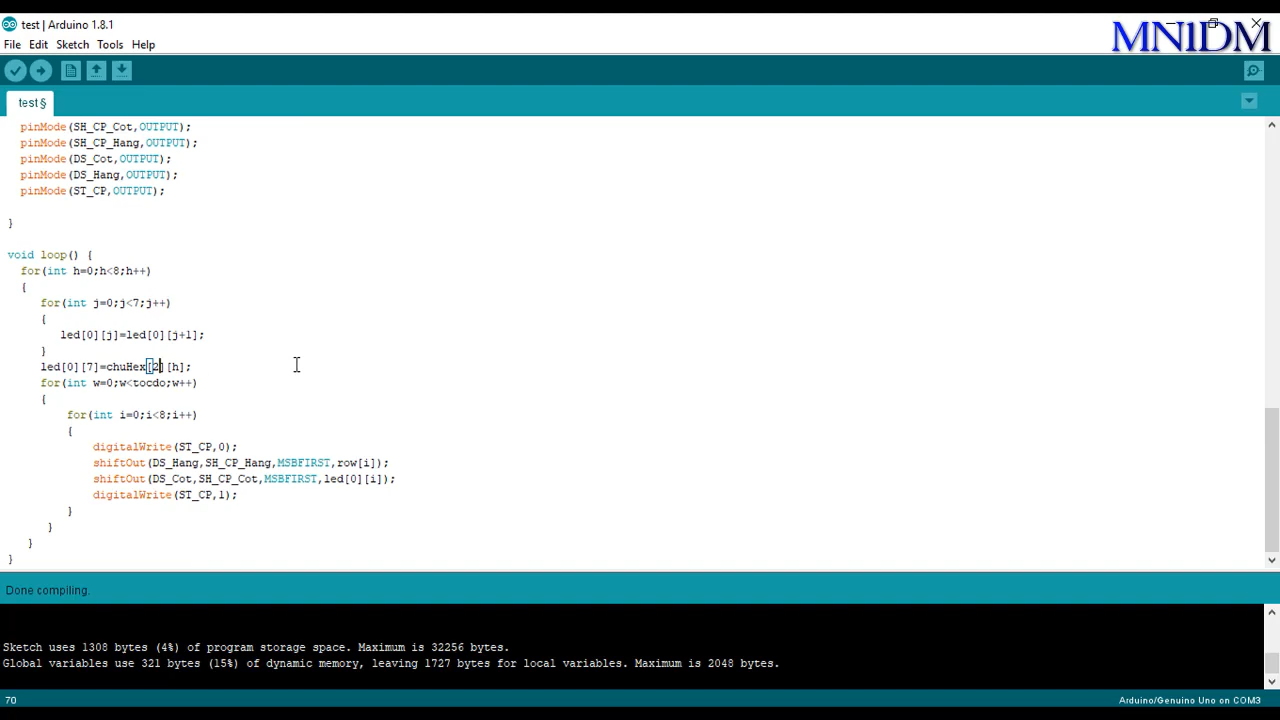 test | Arduino 1.8.1
MN1DM
File Edit Sketch Tools Help
test§
pinMode(SH_CP_Cot,OUTPUT);
pinMode(SH_CP_Hang,OUTPUT);
pinMode(DS_Cot,OUTPUT);
pinMode(DS_Hang,OUTPUT);
pinMode(ST_CP,OUTPUT);
}
void loop() {
for(int h=0;h<8;h++)
{
for(int j=0;j<7;j++)
{
led[0][j]=led[0][j+1];
}
led[0][7]=chuHex[2][h];
for(int w=0;w<tocdo;w++)
{
for(int i=0;i<8;i++)
{
digitalWrite(ST_CP,0);
shiftOut(DS_Hang,SH_CP_Hang,MSBFIRST,row[i]);
shiftOut(DS_Cot,SH_CP_Cot,MSBFIRST,led[0][i]);
digitalWrite(ST_CP,1);
}
}
}
}
Done compiling.
Sketch uses 1308 bytes (4%) of program storage space. Maximum is 32256 bytes.
Global variables use 321 bytes (15%) of dynamic memory, leaving 1727 bytes for local variables. Maximum is 2048 bytes.
70 Arduino/Genuino Uno on COM3